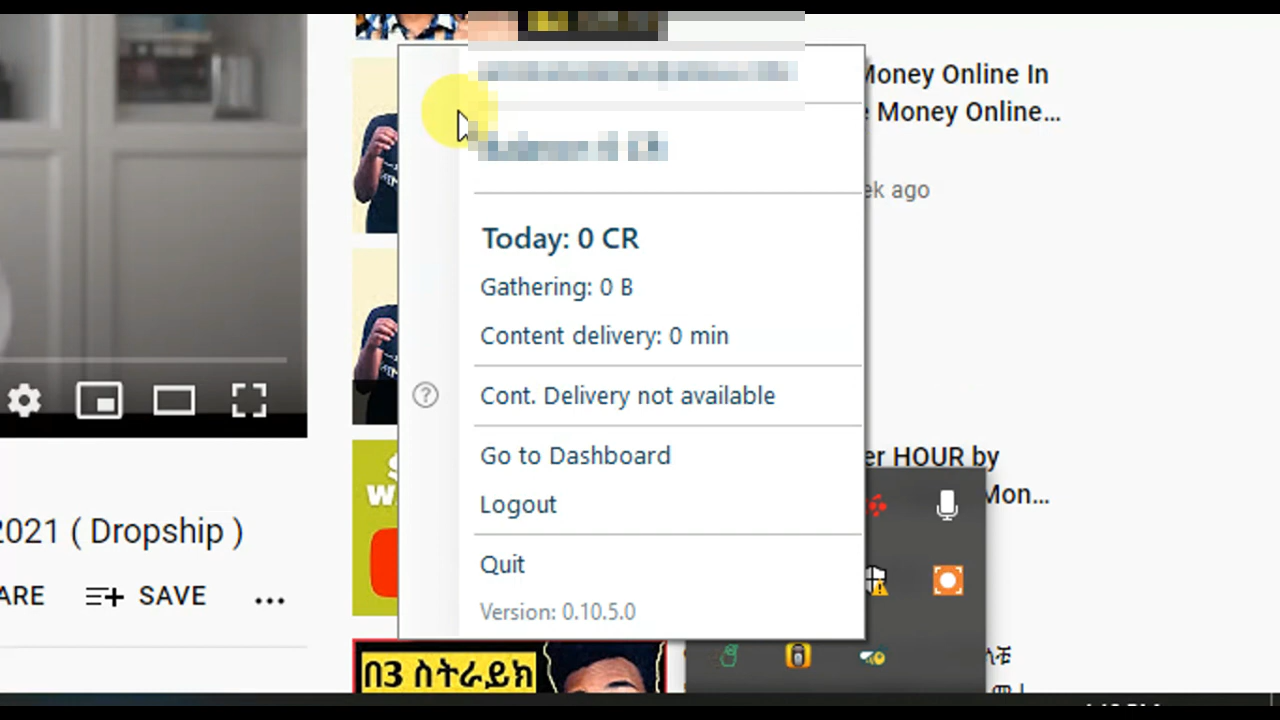 Money Online In
Money Online...
ek ago
Today: 0 CR
Gathering: 0 B
Content delivery: 0 min
Cont. Delivery not available
Go to Dashboard
Logout
Quit
Version: 0.10.5.0
er HOUR by
Mon...
2021 ( Dropship )
ARE
SAVE
በ3 ስትራይክ